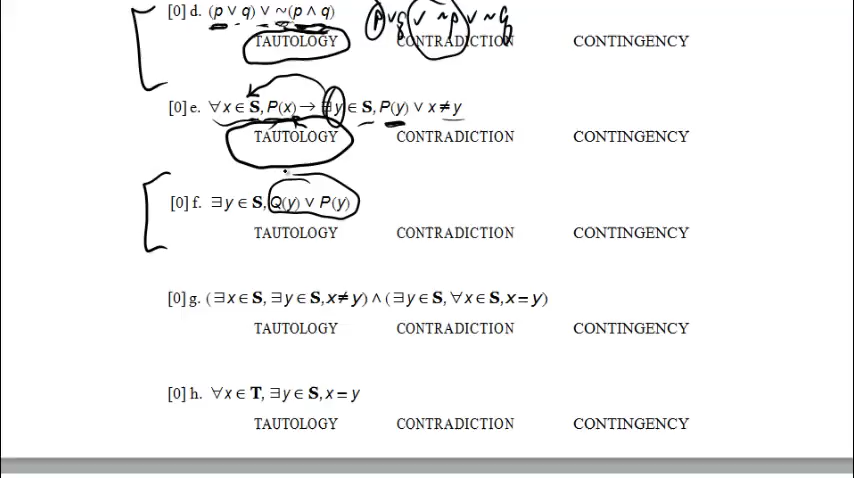 [0] d. (p ∨ q) ∨ ~(p ∧ q) p ∨ q ∨ ~p ∨ ~q
TAUTOLOGY CONTRADICTION CONTINGENCY
[0] e. ∀x ∈ S, P(x) → ∃y ∈ S, P(y) ∨ x ≠ y
TAUTOLOGY CONTRADICTION CONTINGENCY
[0] f. ∃y ∈ S, Q(y) ∨ P(y)
TAUTOLOGY CONTRADICTION CONTINGENCY
[0] g. (∃x ∈ S, ∃y ∈ S, x ≠ y) ∧ (∃y ∈ S, ∀x ∈ S, x = y)
TAUTOLOGY CONTRADICTION CONTINGENCY
[0] h. ∀x ∈ T, ∃y ∈ S, x = y
TAUTOLOGY CONTRADICTION CONTINGENCY